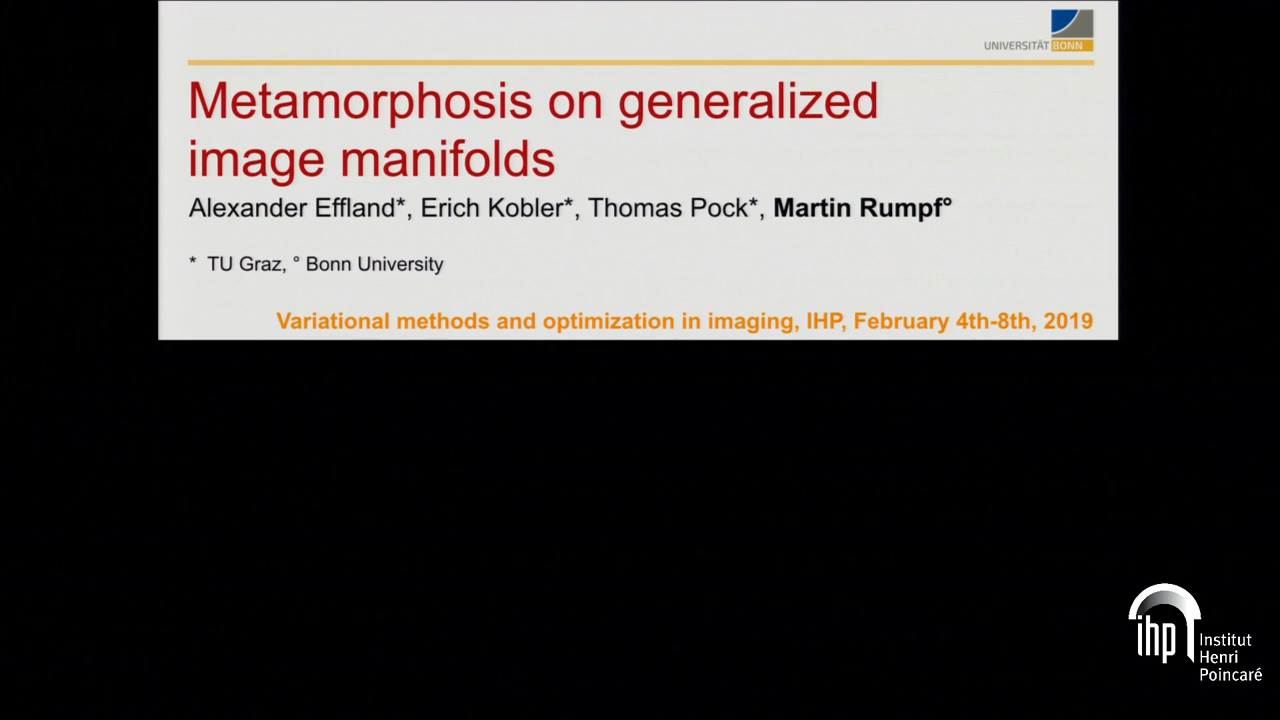 UNIVERSITÄT BONN
Metamorphosis on generalized
image manifolds
Alexander Effland*, Erich Kobler*, Thomas Pock*, Martin Rumpf°
* TU Graz, ° Bonn University
Variational methods and optimization in imaging, IHP, February 4th-8th, 2019
ihp
Institut
Henri
Poincaré